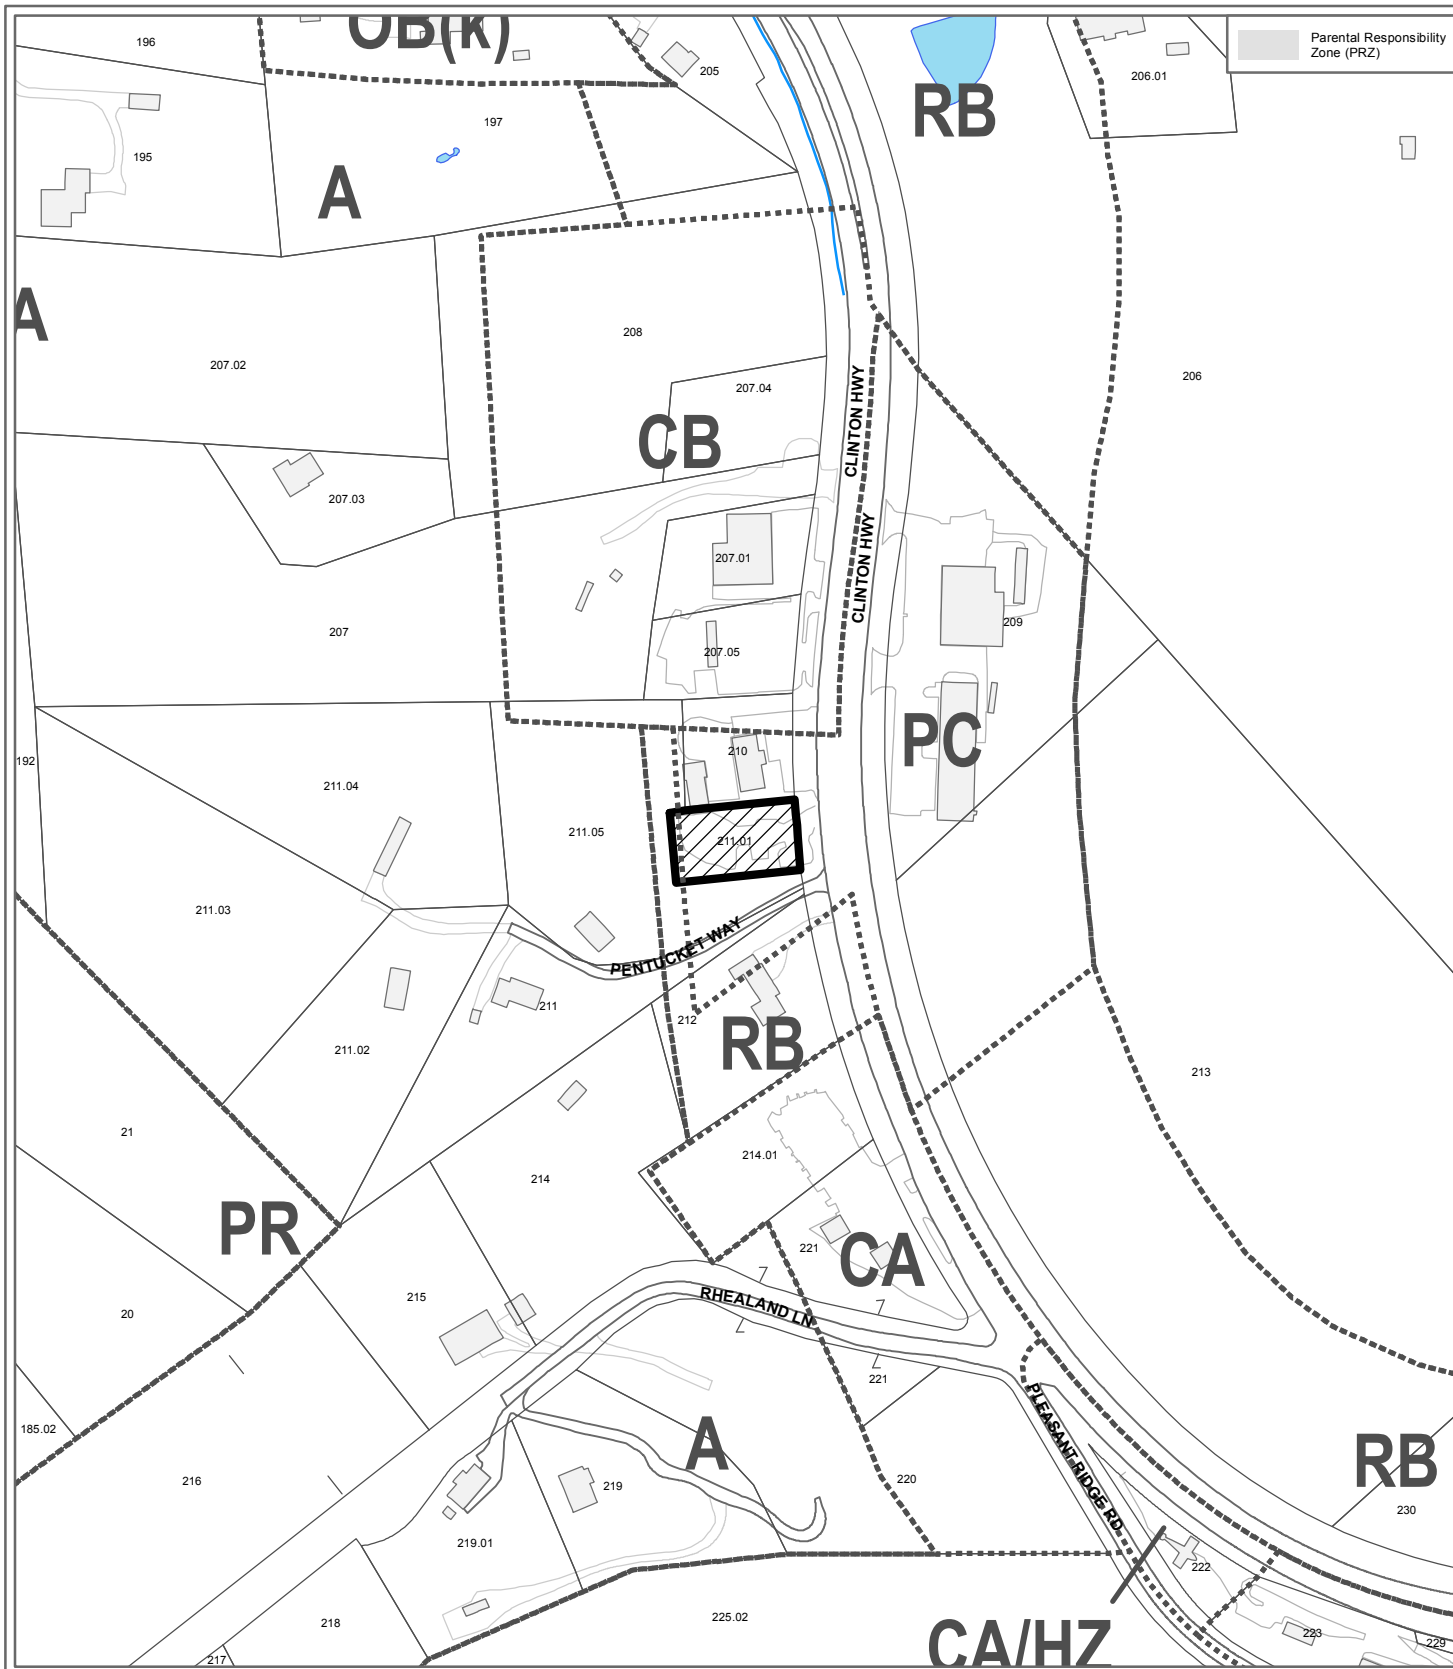 OB(k)
Parental Responsibility
Zone (PRZ)
196
205
206.01
RB
197
195
A
A
208
207.02
207.04
206
CLINTON HWY
CB
207.03
207.01
CLINTON HWY
209
207
207.05
PC
210
192
211.04
211.05
211.01
211.03
PENTUCKET WAY
211
212
RB
211.02
213
21
214.01
214
PR
221
CA
215
RHEALAND LN
20
221
PLEASANT RIDGE RD
185.02
A
RB
216
219
220
230
219.01
222
225.02
CA/HZ
218
223
229
217